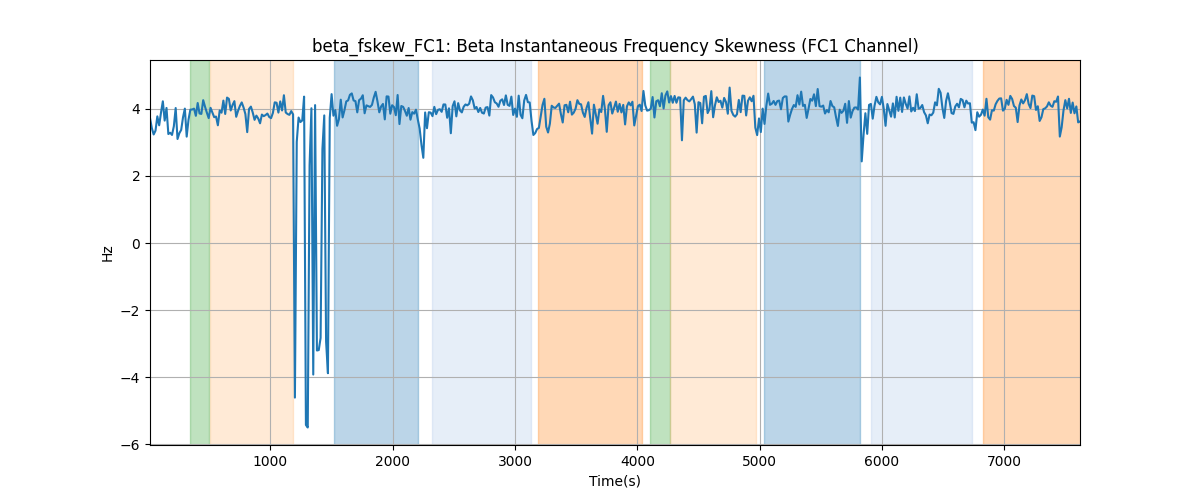 beta_fskew_FC1: Beta Instantaneous Frequency Skewness (FC1 Channel)
Hz
4
2
0
−2
−4
−6
1000 2000 3000 4000 5000 6000 7000
Time(s)